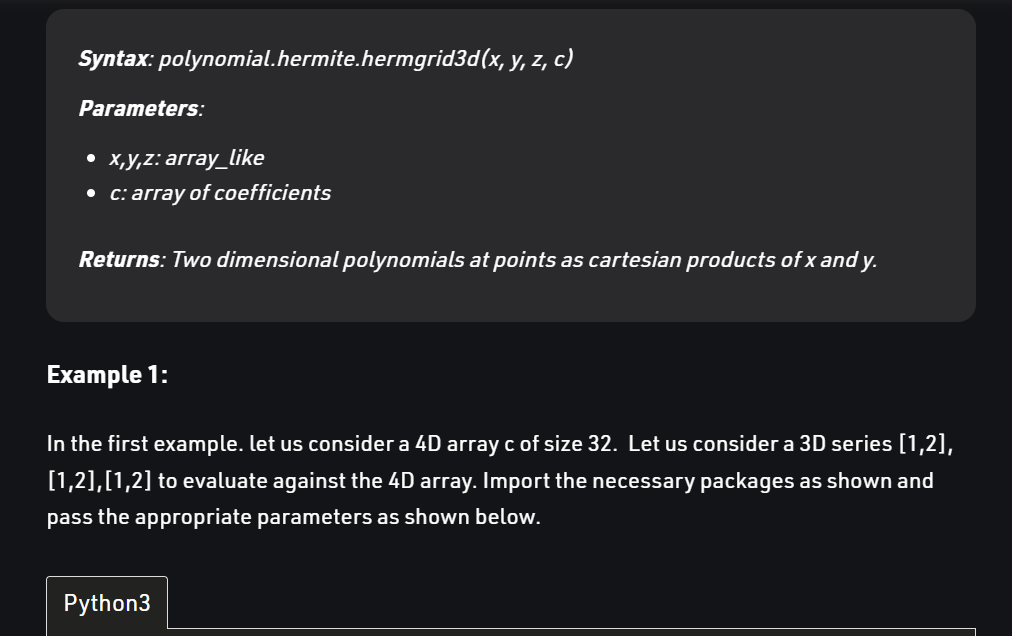 Syntax: polynomial.hermite.hermgrid3d(x, y, z, c)
Parameters:
• x,y,z: array_like
• c: array of coefficients
Returns: Two dimensional polynomials at points as cartesian products of x and y.
Example 1:
In the first example. let us consider a 4D array c of size 32.  Let us consider a 3D series [1,2],
[1,2],[1,2] to evaluate against the 4D array. Import the necessary packages as shown and
pass the appropriate parameters as shown below.
Python3